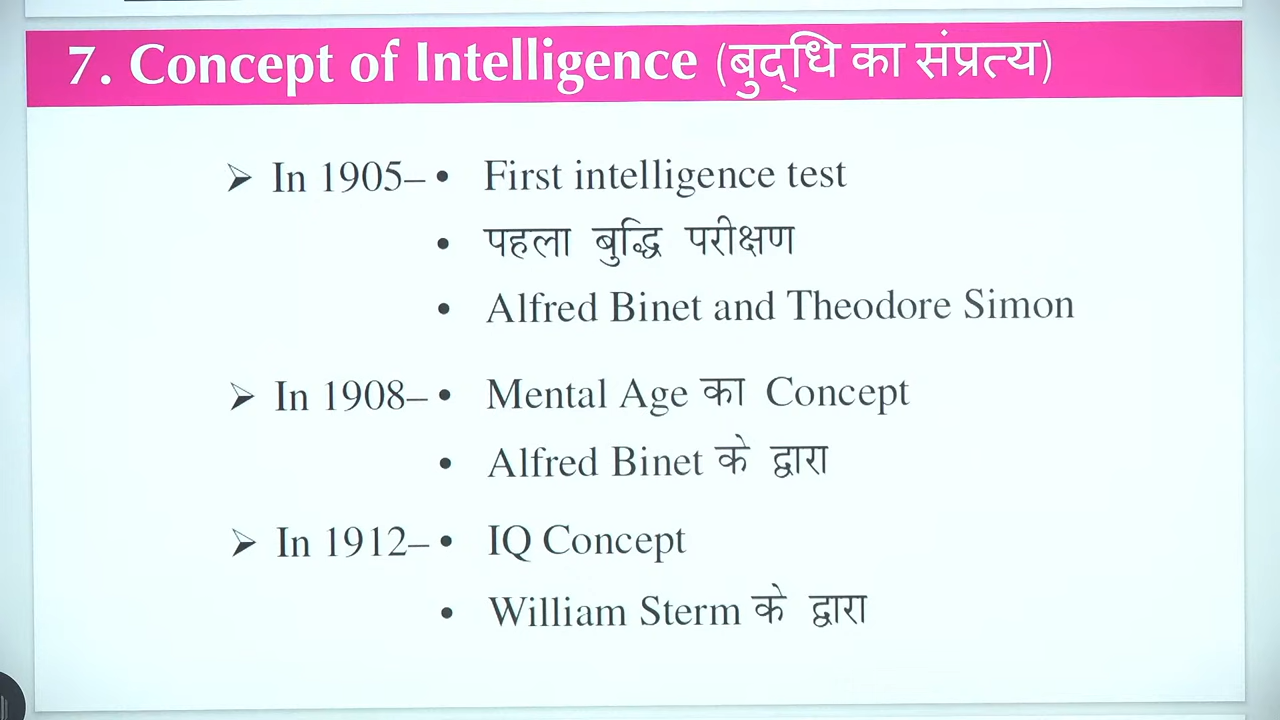 7. Concept of Intelligence (बुद्धि का संप्रत्य)
➢ In 1905– • First intelligence test
• पहला बुद्धि परीक्षण
• Alfred Binet and Theodore Simon
➢ In 1908– • Mental Age का Concept
• Alfred Binet के द्वारा
➢ In 1912– • IQ Concept
• William Sterm के द्वारा